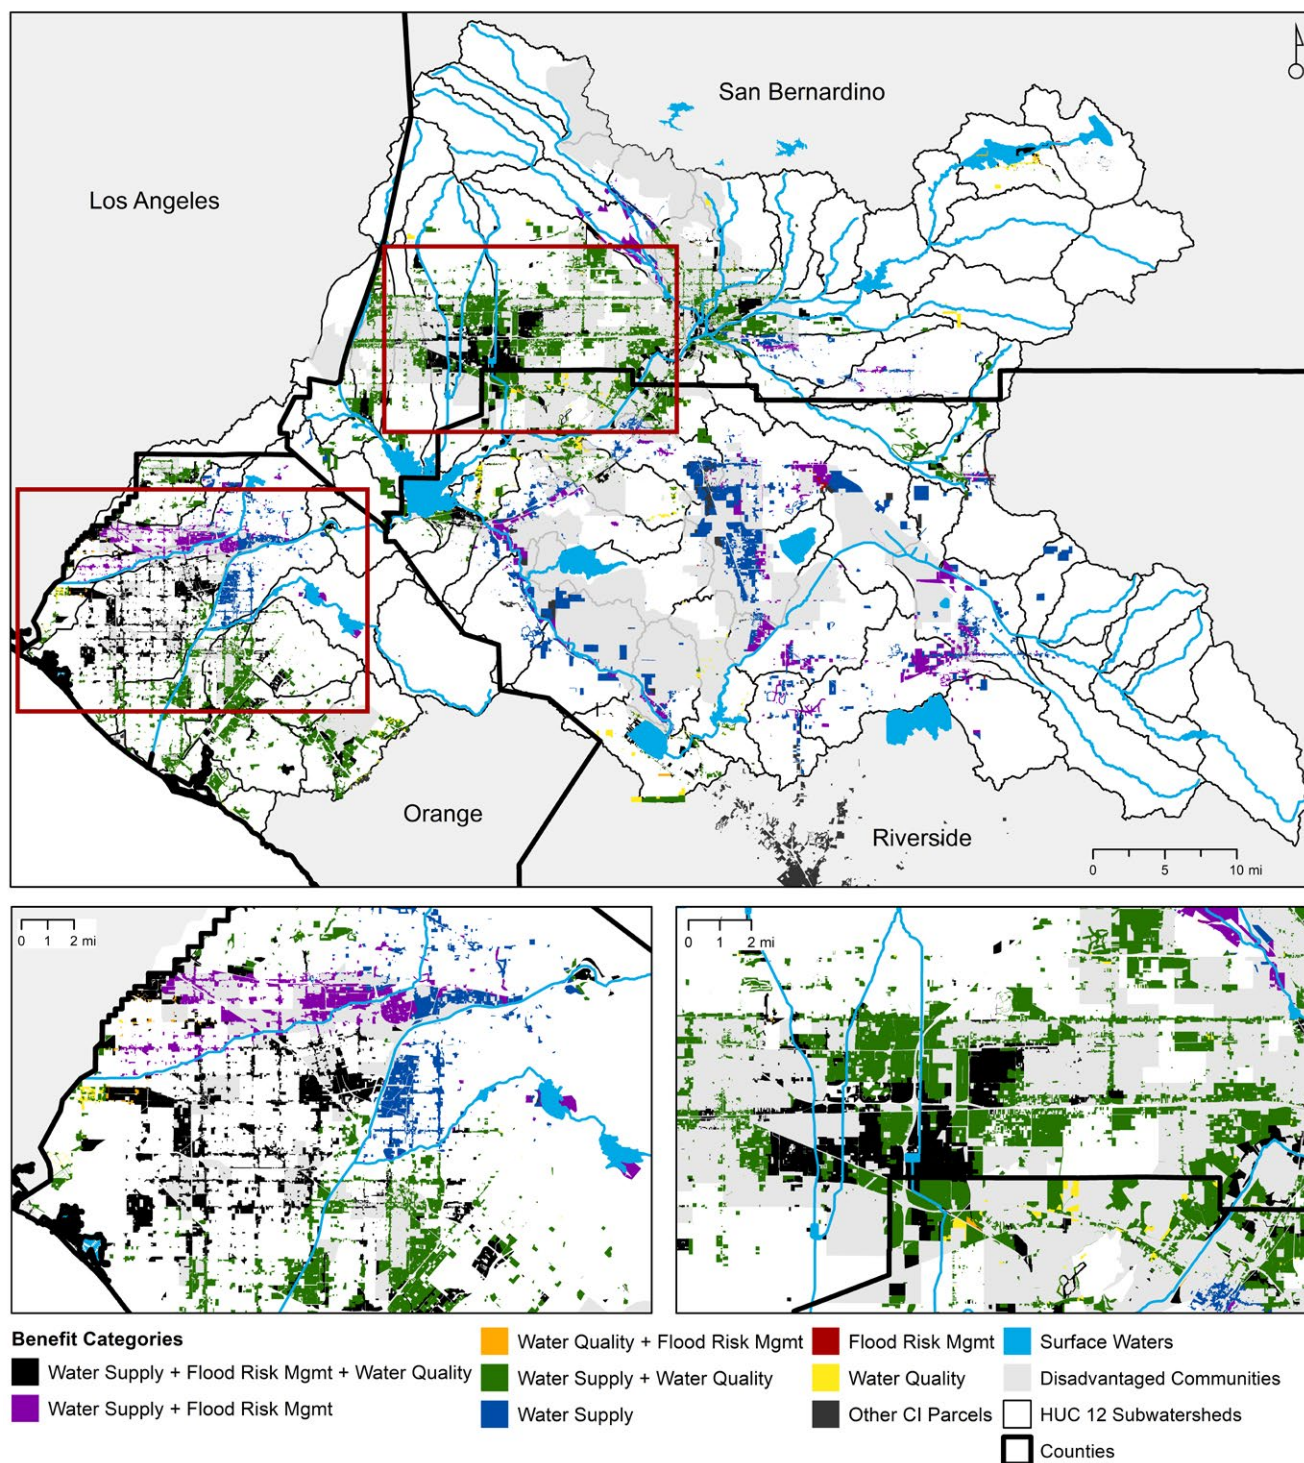 San Bernardino
Los Angeles
Orange
Riverside
0 5 10 mi
0 1 2 mi
0 1 2 mi
Benefit Categories
Water Supply + Flood Risk Mgmt + Water Quality
Water Supply + Flood Risk Mgmt
Water Quality + Flood Risk Mgmt
Water Supply + Water Quality
Water Supply
Flood Risk Mgmt
Water Quality
Other CI Parcels
Surface Waters
Disadvantaged Communities
HUC 12 Subwatersheds
Counties